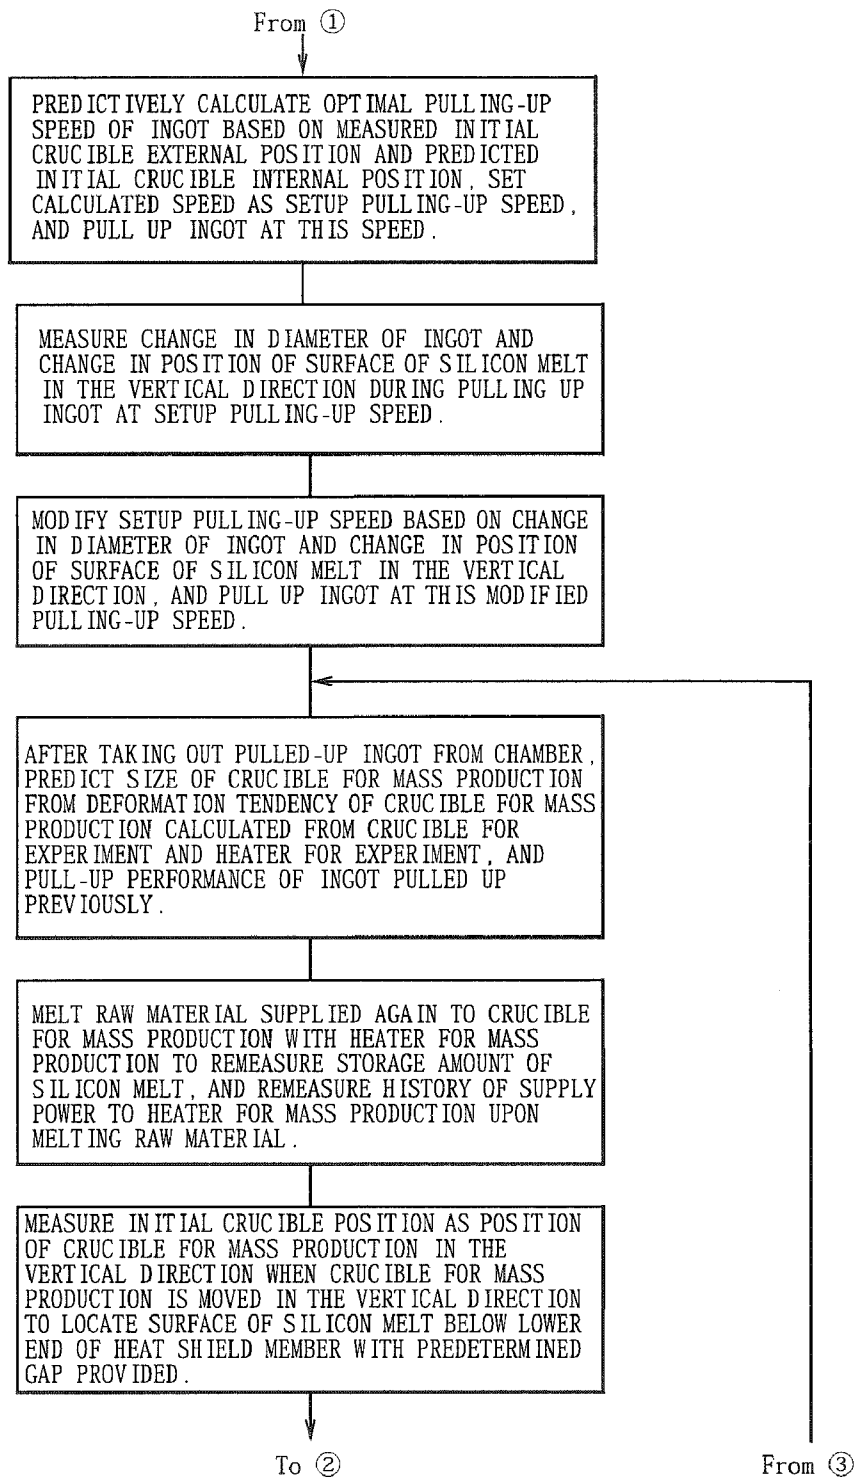 From ①
PREDICTIVELY CALCULATE OPTIMAL PULLING-UP
SPEED OF INGOT BASED ON MEASURED INITIAL
CRUCIBLE EXTERNAL POSITION AND PREDICTED
INITIAL CRUCIBLE INTERNAL POSITION, SET
CALCULATED SPEED AS SETUP PULLING-UP SPEED,
AND PULL UP INGOT AT THIS SPEED.
MEASURE CHANGE IN DIAMETER OF INGOT AND
CHANGE IN POSITION OF SURFACE OF SILICON MELT
IN THE VERTICAL DIRECTION DURING PULLING UP
INGOT AT SETUP PULLING-UP SPEED.
MODIFY SETUP PULLING-UP SPEED BASED ON CHANGE
IN DIAMETER OF INGOT AND CHANGE IN POSITION
OF SURFACE OF SILICON MELT IN THE VERTICAL
DIRECTION, AND PULL UP INGOT AT THIS MODIFIED
PULLING-UP SPEED.
AFTER TAKING OUT PULLED-UP INGOT FROM CHAMBER,
PREDICT SIZE OF CRUCIBLE FOR MASS PRODUCTION
FROM DEFORMATION TENDENCY OF CRUCIBLE FOR MASS
PRODUCTION CALCULATED FROM CRUCIBLE FOR
EXPERIMENT AND HEATER FOR EXPERIMENT, AND
PULL-UP PERFORMANCE OF INGOT PULLED UP
PREVIOUSLY.
MELT RAW MATERIAL SUPPLIED AGAIN TO CRUCIBLE
FOR MASS PRODUCTION WITH HEATER FOR MASS
PRODUCTION TO REMEASURE STORAGE AMOUNT OF
SILICON MELT, AND REMEASURE HISTORY OF SUPPLY
POWER TO HEATER FOR MASS PRODUCTION UPON
MELTING RAW MATERIAL.
MEASURE INITIAL CRUCIBLE POSITION AS POSITION
OF CRUCIBLE FOR MASS PRODUCTION IN THE
VERTICAL DIRECTION WHEN CRUCIBLE FOR MASS
PRODUCTION IS MOVED IN THE VERTICAL DIRECTION
TO LOCATE SURFACE OF SILICON MELT BELOW LOWER
END OF HEAT SHIELD MEMBER WITH PREDETERMINED
GAP PROVIDED.
To ②
From ③